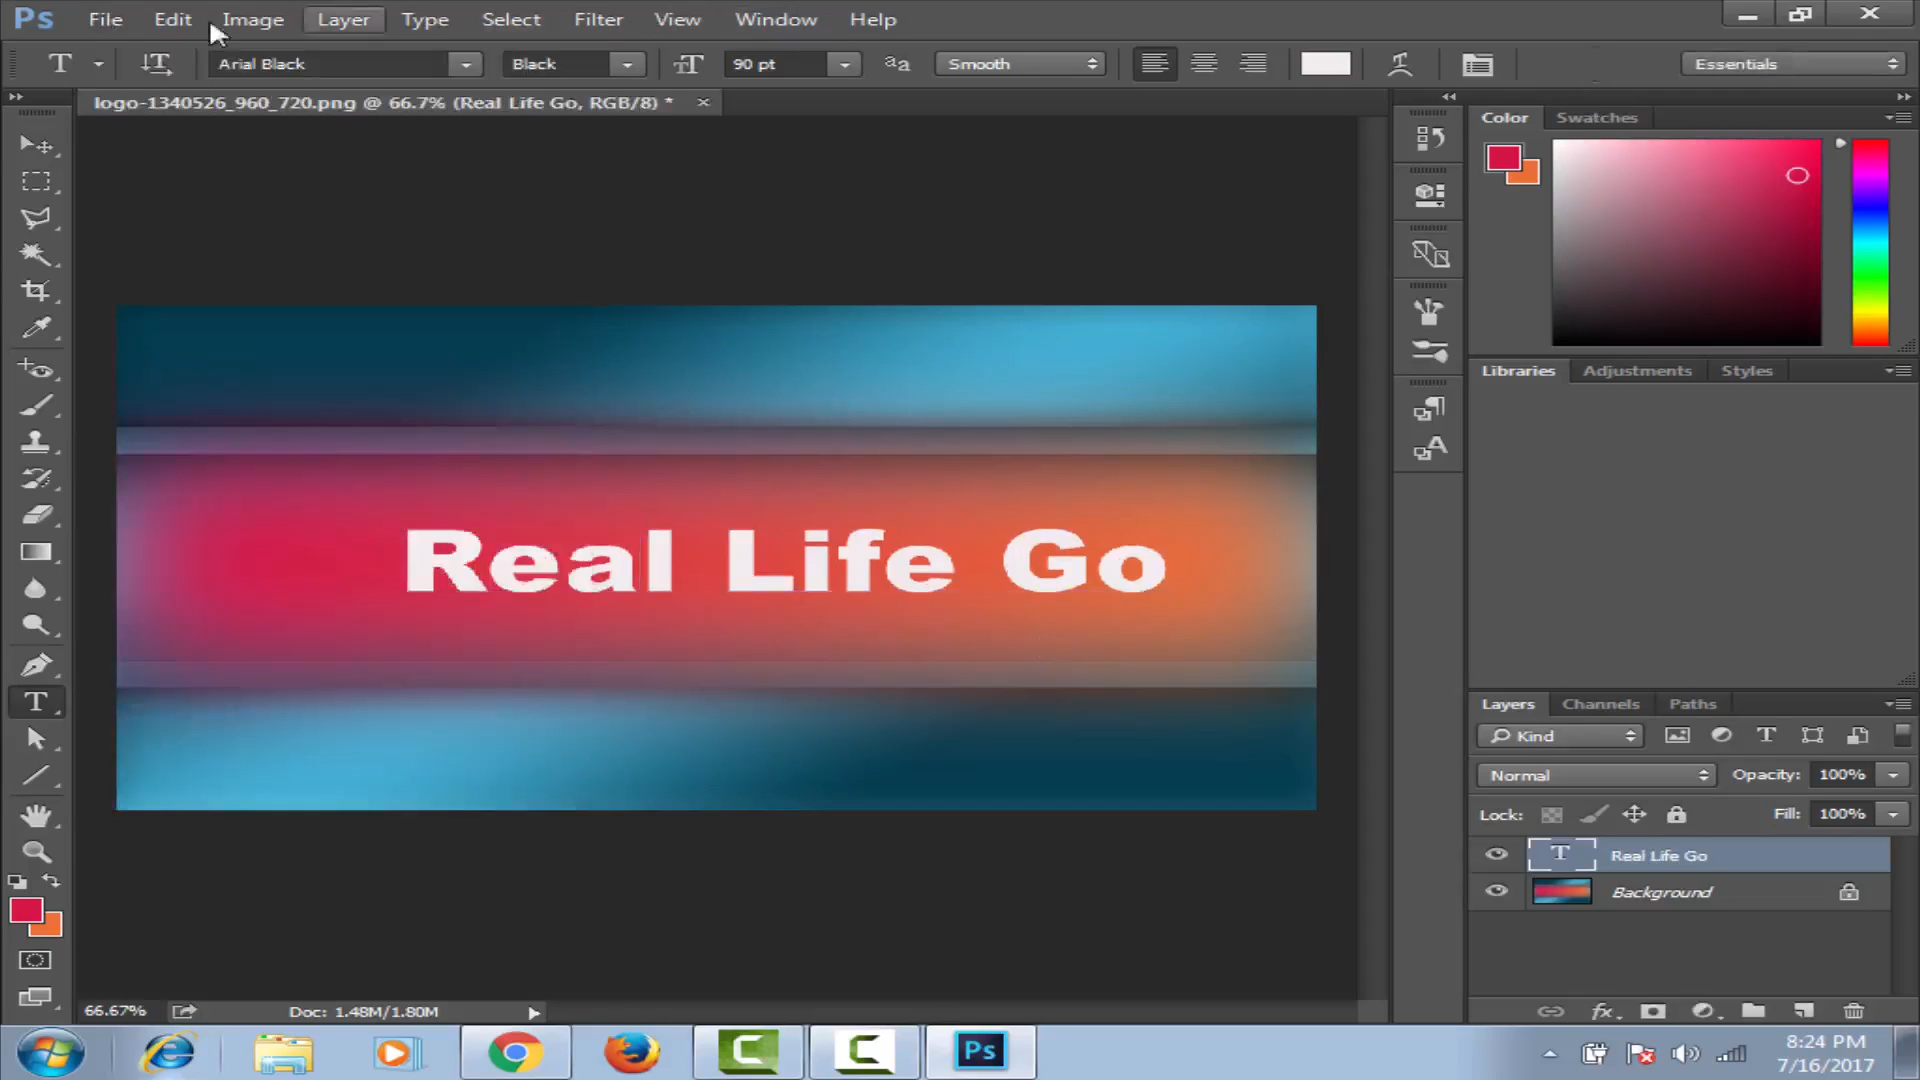 Ps File Edit Image Layer Type Select Filter View Window Help
T T Arial Black Black TT 90 pt aa Smooth Essentials
logo-1340526_960_720.png @ 66.7% (Real Life Go, RGB/8) * ×
Color Swatches
Libraries Adjustments Styles
Real Life Go
Layers Channels Paths
Kind
Normal Opacity: 100%
Lock: Fill: 100%
T Real Life Go
Background
66.67% Doc: 1.48M/1.80M
fx
8:24 PM
7/16/2017